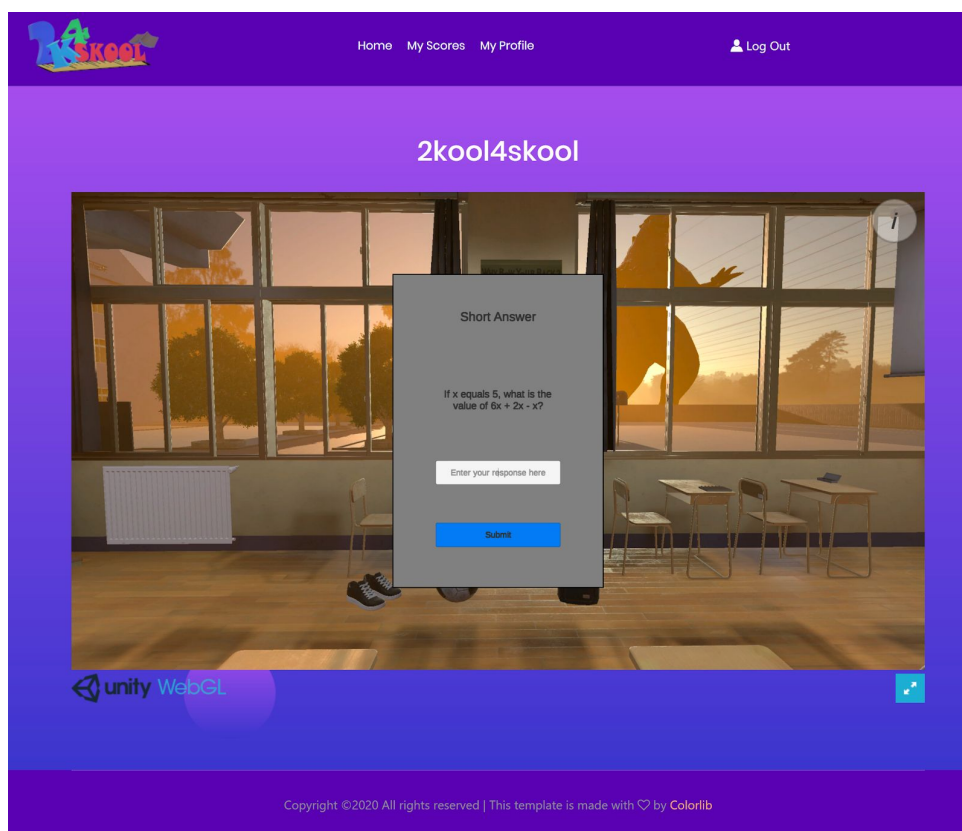 2K4SKOOL
Home My Scores My Profile
Log Out
2kool4skool
i
Short Answer
If x equals 5, what is the
value of 6x + 2x - x?
Enter your response here
Submit
unity WebGL
Copyright ©2020 All rights reserved | This template is made with ♡ by Colorlib